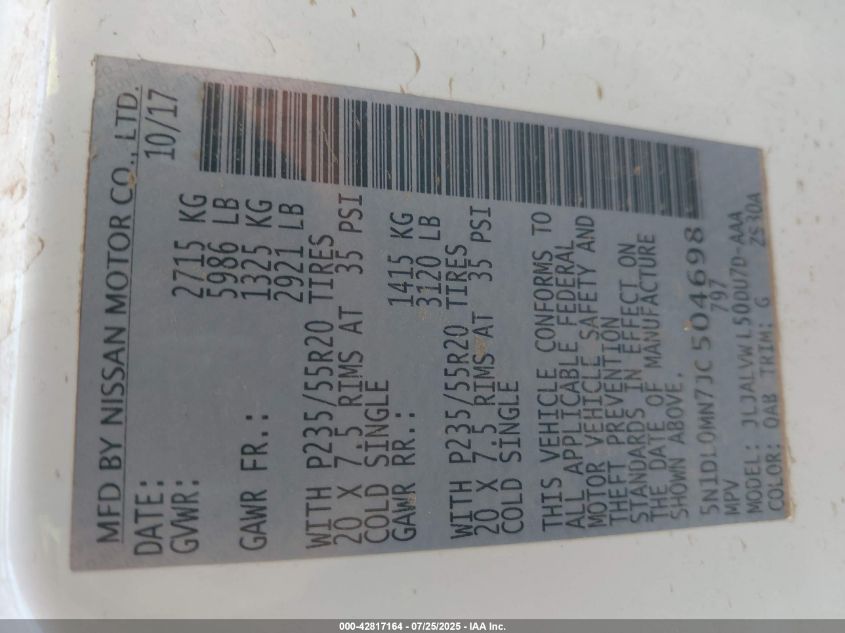 MFD BY NISSAN MOTOR CO., LTD.
DATE: 10/17
GVWR: 2715 KG
5986 LB
GAWR FR.: 1325 KG
2921 LB
WITH P235/55R20 TIRES
20 X 7.5 RIMS AT 35 PSI
COLD SINGLE
GAWR RR.: 1415 KG
3120 LB
WITH P235/55R20 TIRES
20 X 7.5 RIMS AT 35 PSI
COLD SINGLE
THIS VEHICLE CONFORMS TO
ALL APPLICABLE FEDERAL
MOTOR VEHICLE SAFETY AND
THEFT PREVENTION
STANDARDS IN EFFECT ON
THE DATE OF MANUFACTURE
SHOWN ABOVE.
5N1DL0MN7JC504698
MPV 797
MODEL: JLJALVWL50DU7D-AAA
COLOR: QAB TRIM: G ZS30A
000-42817164 - 07/25/2025 - IAA Inc.